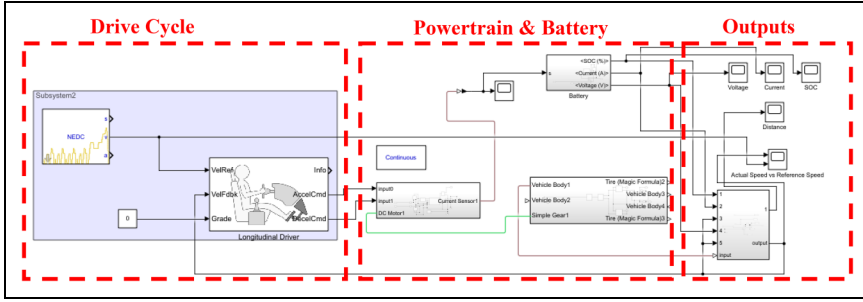 Drive Cycle
Powertrain & Battery
Outputs
Subsystem2
NEDC
s
v
a
VelRef
VelFdbk
Grade
Info
AccelCmd
DecelCmd
Longitudinal Driver
0
Continuous
s
<SOC (%)>
<Current (A)>
<Voltage (V)>
Battery
input0
input1
DC Motor1
Current Sensor1
Vehicle Body1
Vehicle Body2
Simple Gear1
Tire (Magic Formula)2
Vehicle Body3
Vehicle Body4
Tire (Magic Formula)3
Voltage
Current
SOC
Distance
Actual Speed vs Reference Speed
1
2
3
4
5
input
1
output